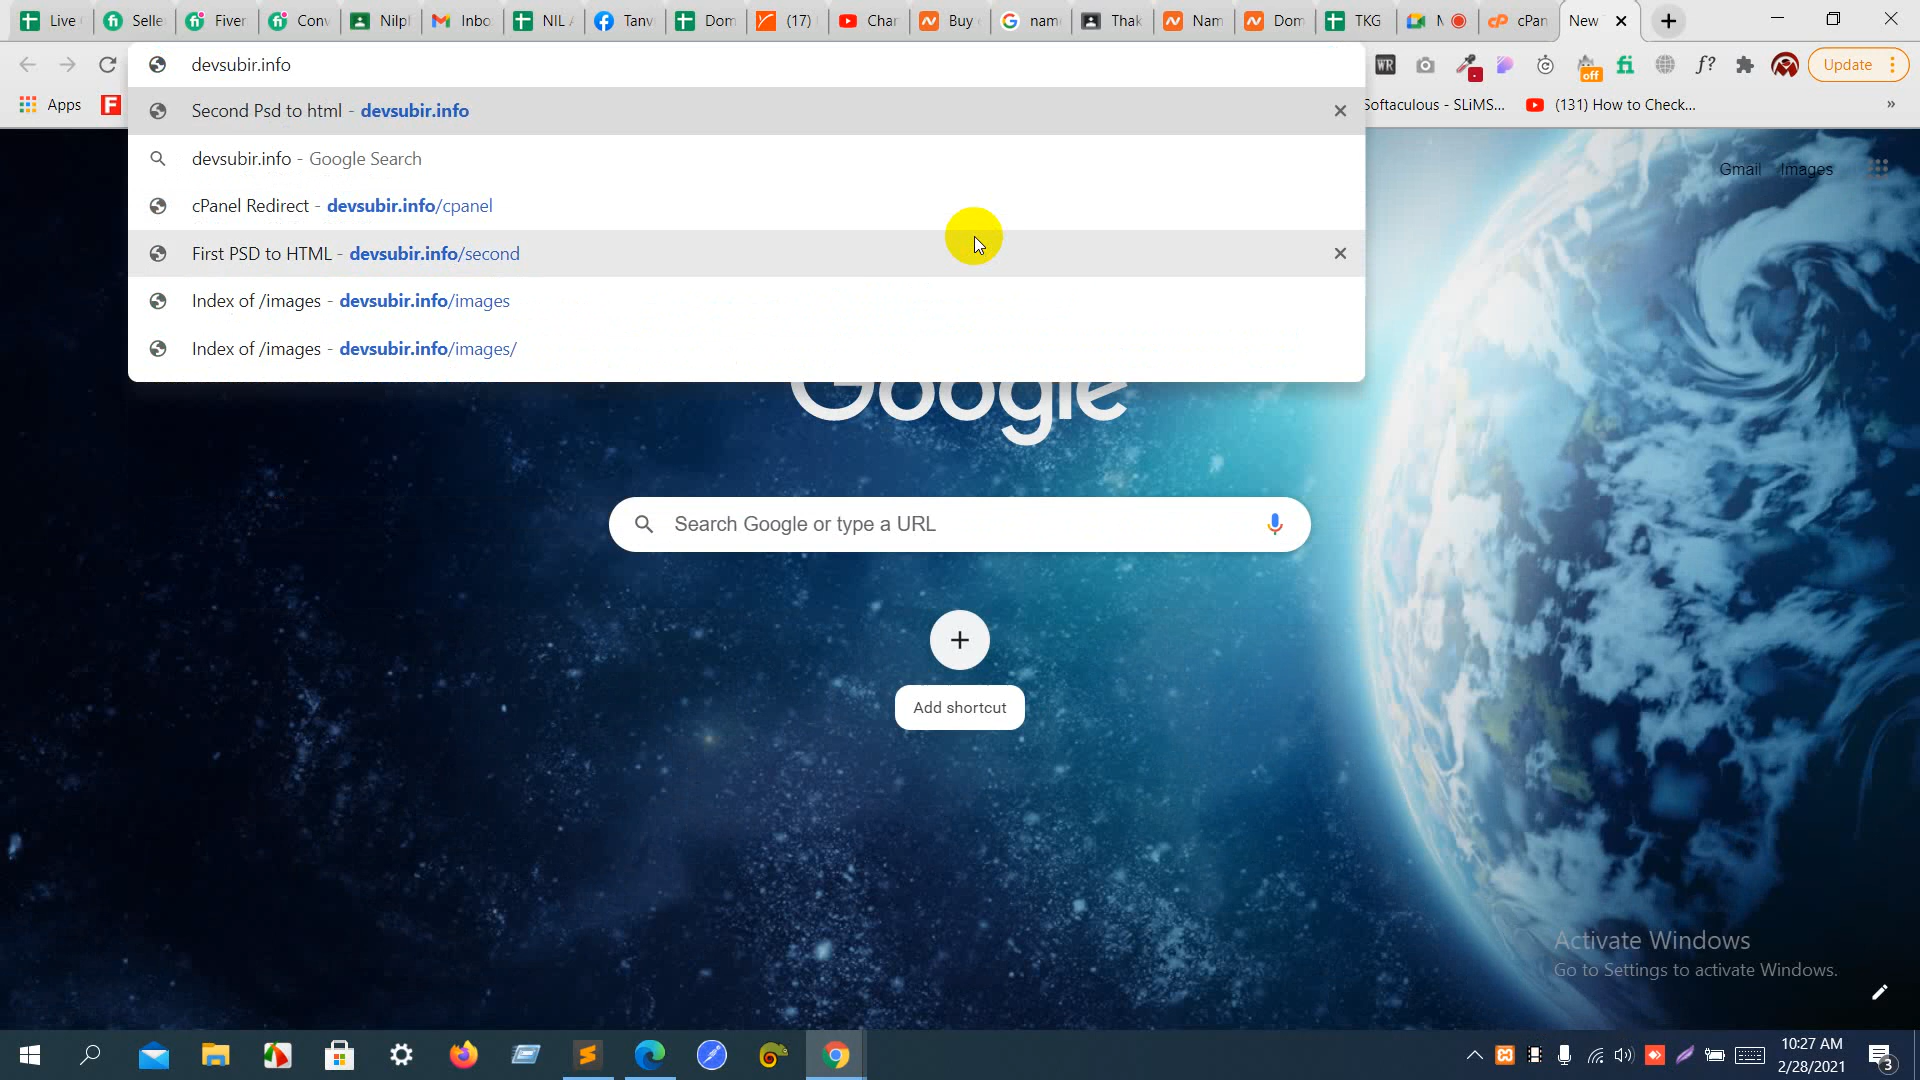 Live
Selle
Fiver
Conv
Nilph
Inbo
NIL
Tanv
Dom
(17)
Char
Buy
nam
Thak
Nam
Dom
TKG
cPan
New
devsubir.info
WR
off
f?
Update
Apps
Softaculous - SLiMS...
(131) How to Check...
»
Second Psd to html - devsubir.info
devsubir.info - Google Search
cPanel Redirect - devsubir.info/cpanel
First PSD to HTML - devsubir.info/second
Index of /images - devsubir.info/images
Index of /images - devsubir.info/images/
Gmail Images
Google
Search Google or type a URL
Add shortcut
Activate Windows
Go to Settings to activate Windows.
10:27 AM
2/28/2021
3